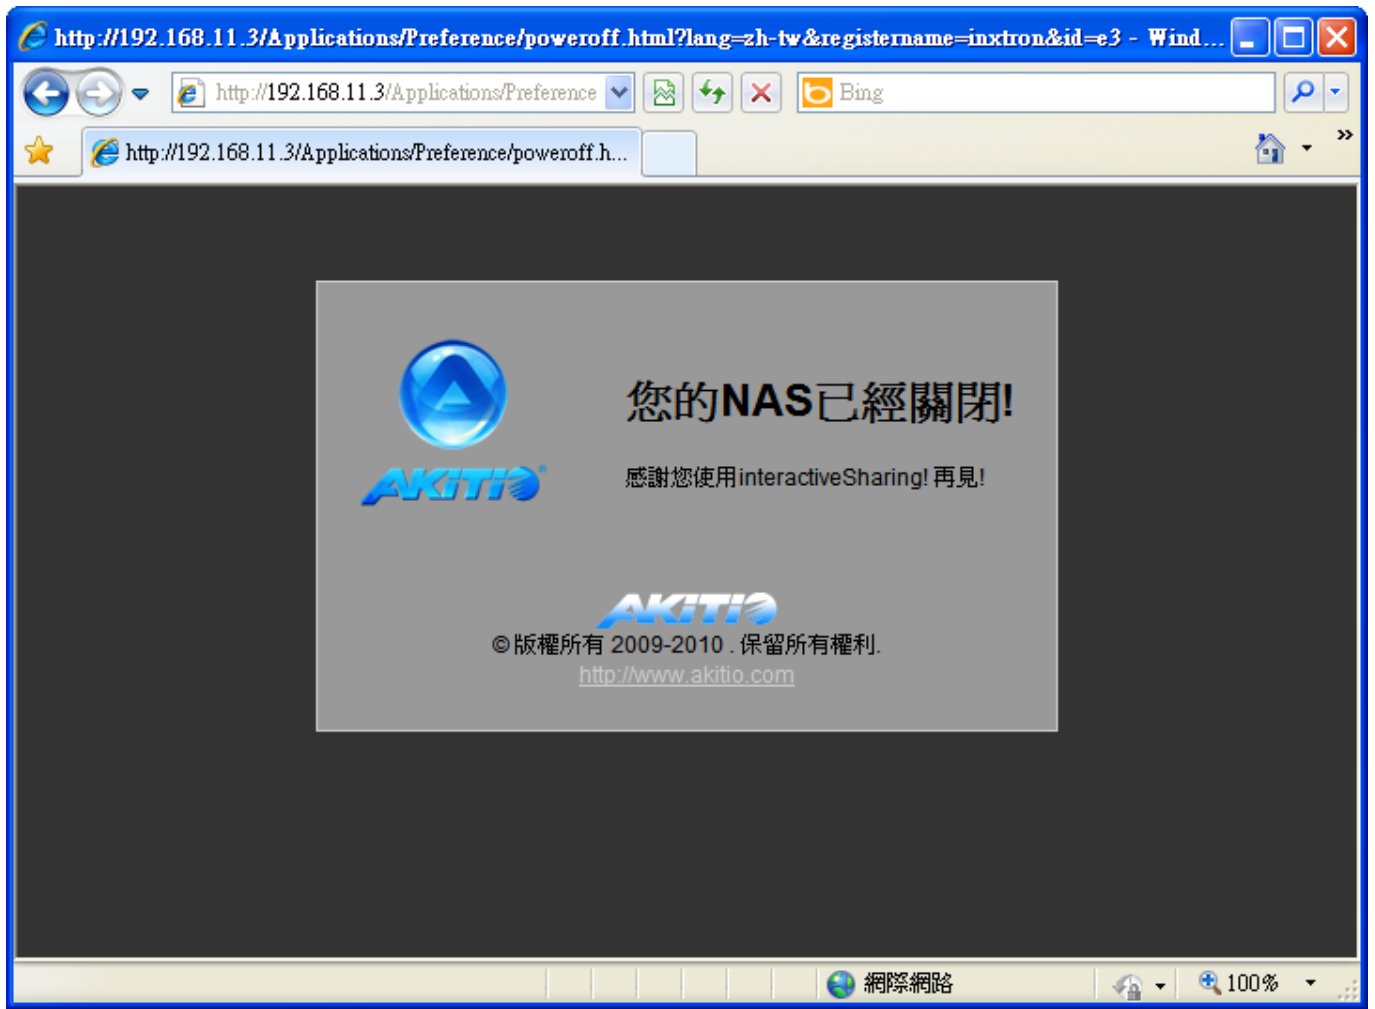 http://192.168.11.3/Applications/Preference/poweroff.html?lang=zh-tw&registername=inxtron&id=e3 - Wind...
http://192.168.11.3/Applications/Preference
Bing
http://192.168.11.3/Applications/Preference/poweroff.h...
您的NAS已經關閉!
AKITIO®
感謝您使用interactiveSharing! 再見!
AKITIO
©版權所有 2009-2010 . 保留所有權利.
http://www.akitio.com
網際網路
100%